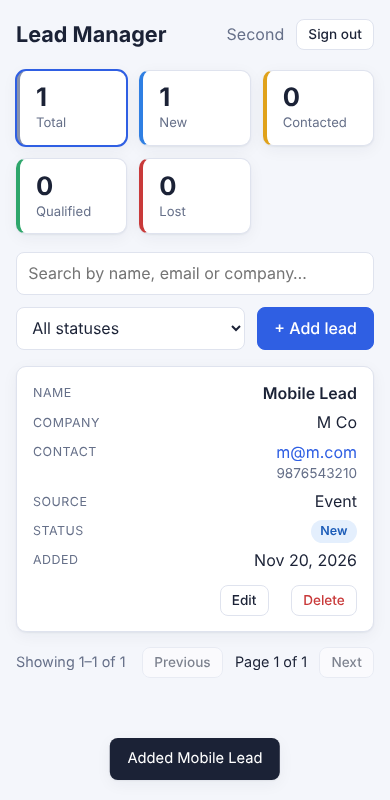 Lead Manager
Second
Sign out
1
Total
1
New
0
Contacted
0
Qualified
0
Lost
Search by name, email or company...
All statuses
+ Add lead
NAME Mobile Lead
COMPANY M Co
CONTACT m@m.com
9876543210
SOURCE Event
STATUS New
ADDED Nov 20, 2026
Edit Delete
Showing 1–1 of 1 Previous Page 1 of 1 Next
Added Mobile Lead